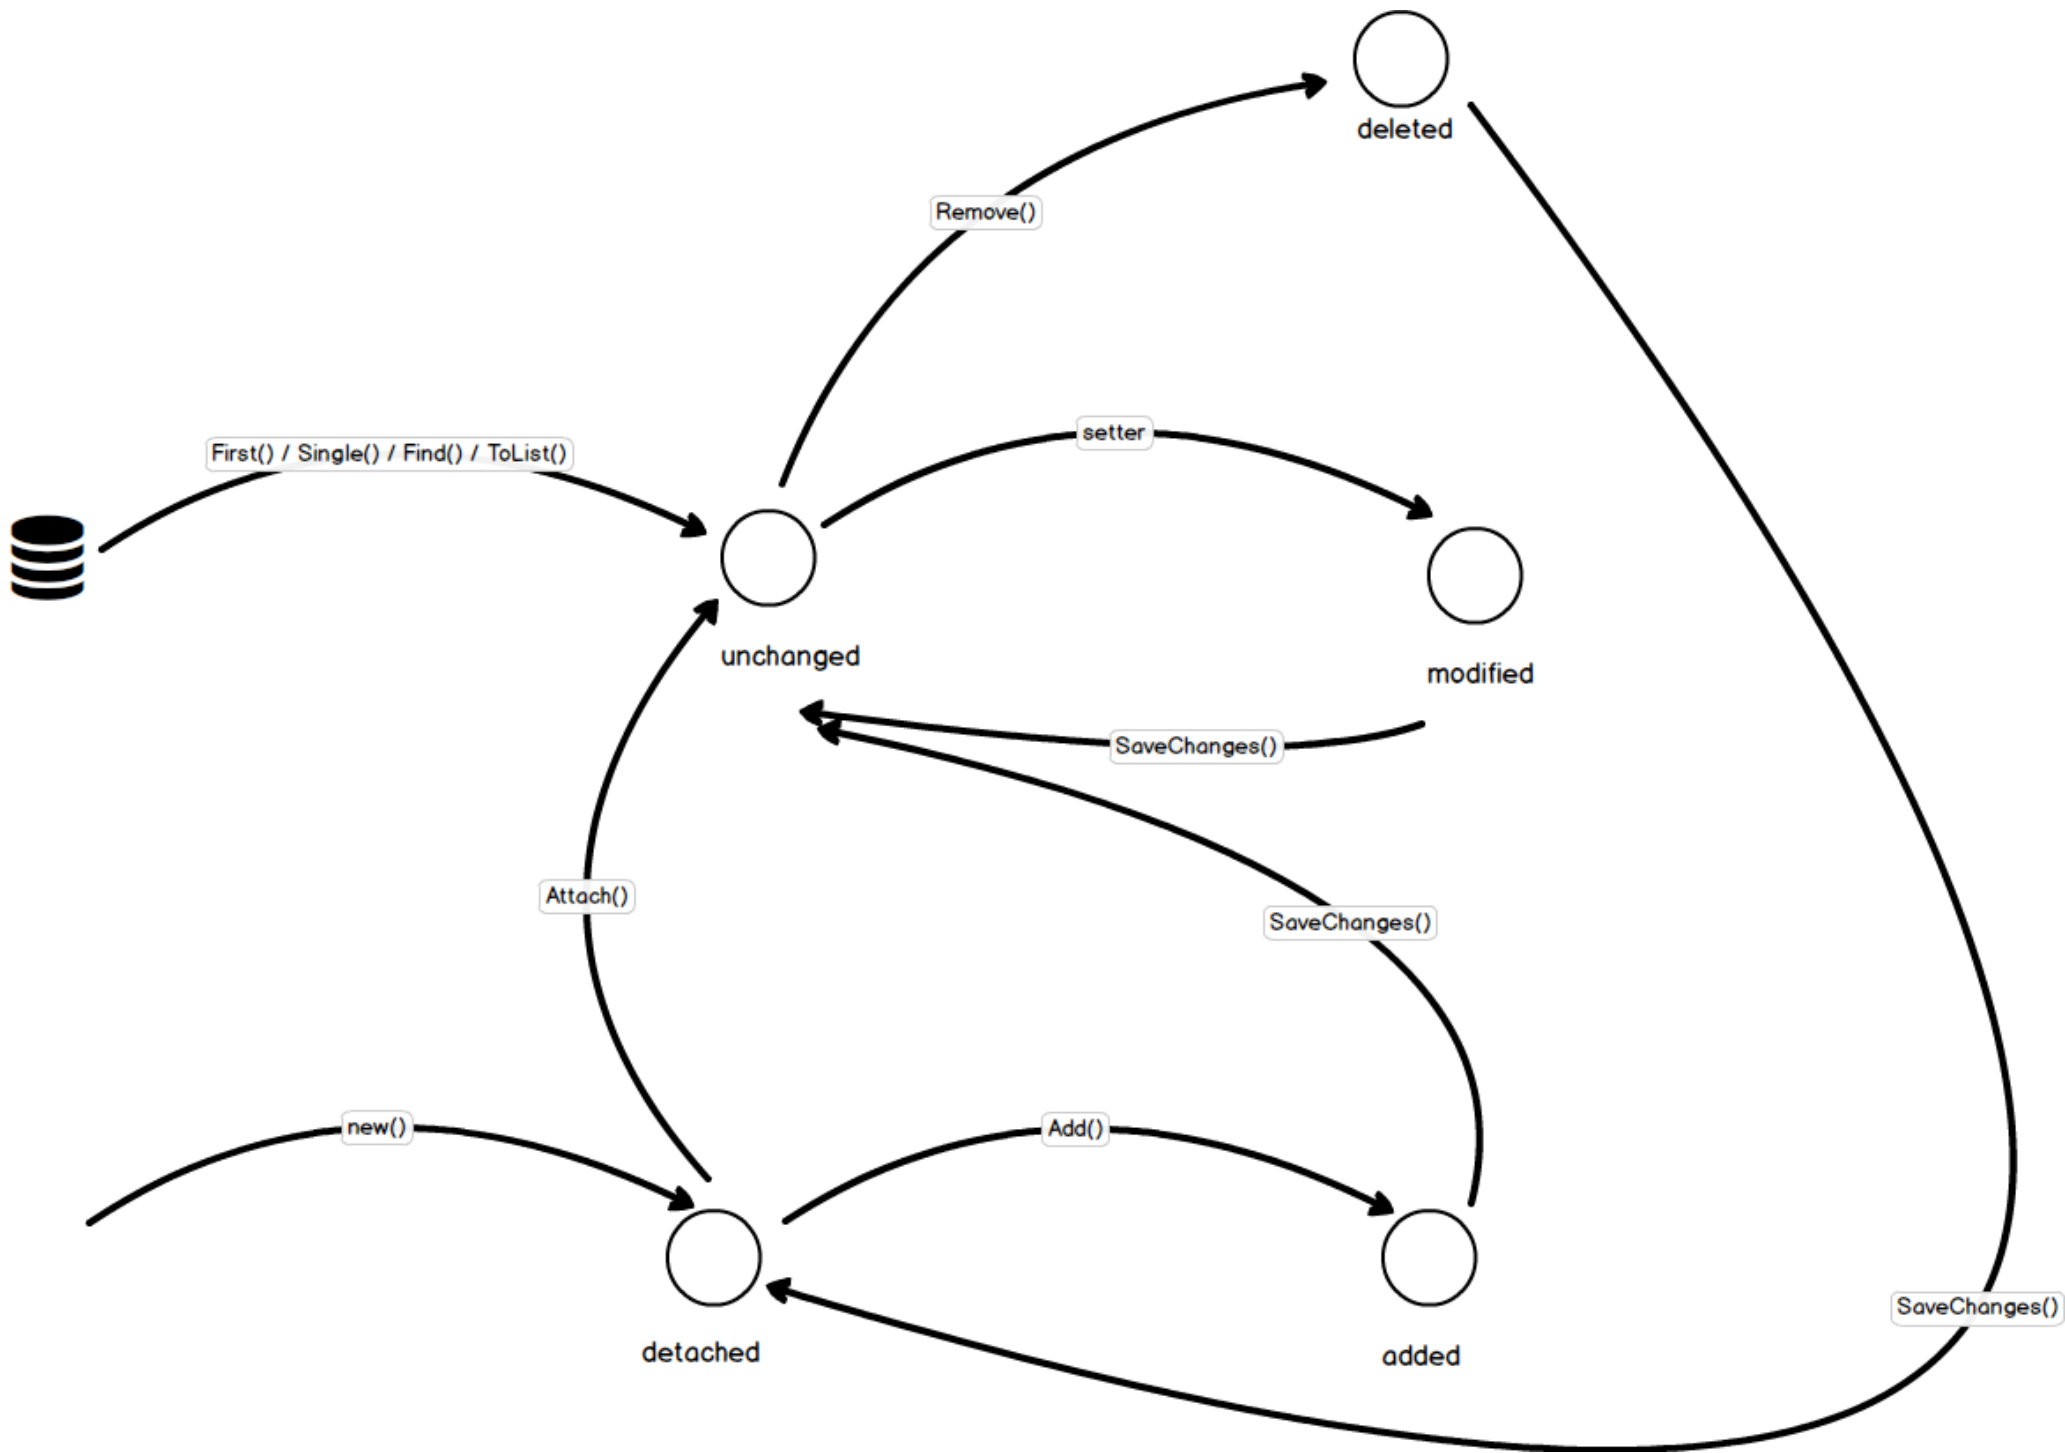 deleted
Remove()
setter
First() / Single() / Find() / ToList()
unchanged
modified
SaveChanges()
Attach()
SaveChanges()
new()
Add()
SaveChanges()
detached
added